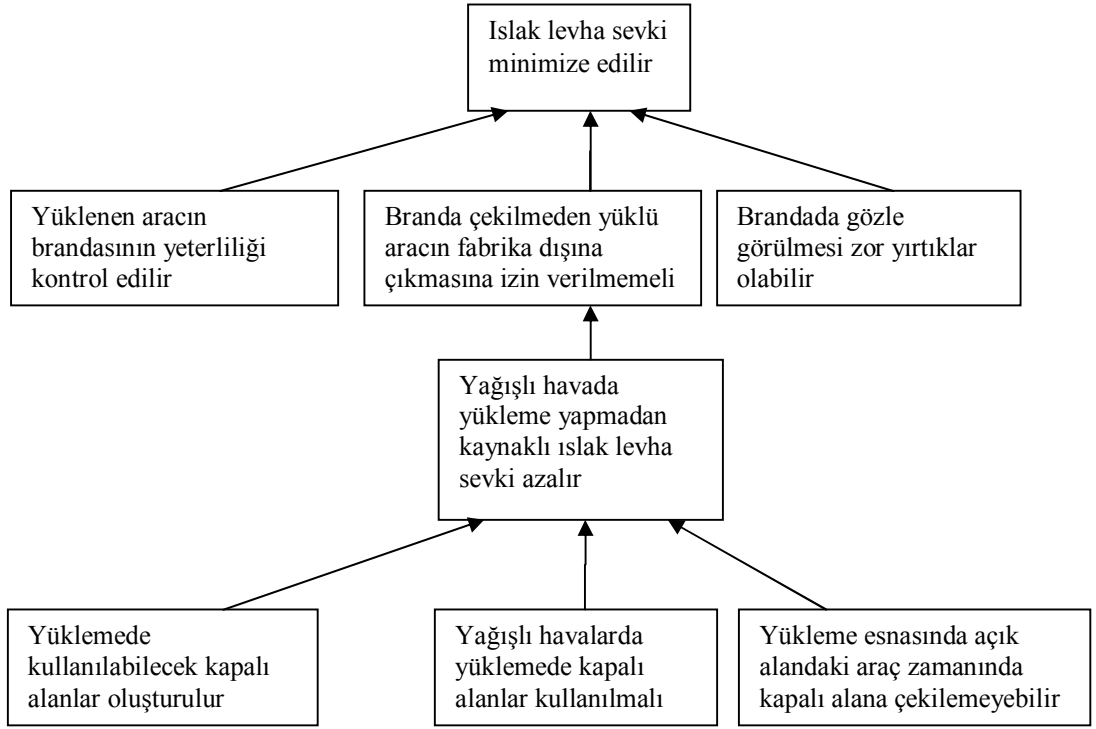 Islak levha sevki
minimize edilir
Yüklenen aracın
brandasının yeterliliği
kontrol edilir
Branda çekilmeden yüklü
aracın fabrika dışına
çıkmasına izin verilmemeli
Brandada gözle
görülmesi zor yırtıklar
olabilir
Yağışlı havada
yükleme yapmadan
kaynaklı ıslak levha
sevki azalır
Yüklemede
kullanılabilecek kapalı
alanlar oluşturulur
Yağışlı havalarda
yüklemede kapalı
alanlar kullanılmalı
Yükleme esnasında açık
alandaki araç zamanında
kapalı alana çekilemeyebilir